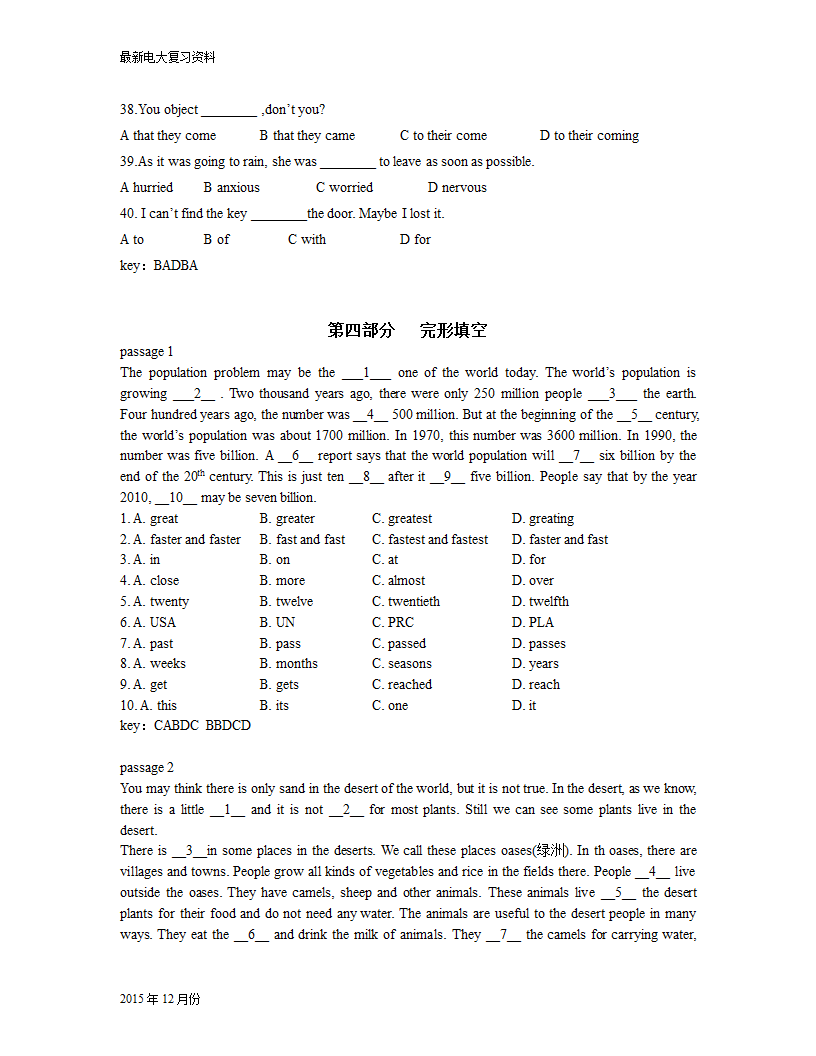 最新电大复习资料
38.You object ________ ,don’t you?
A that they come B that they came C to their come D to their coming
39.As it was going to rain, she was ________ to leave as soon as possible.
A hurried B anxious C worried D nervous
40. I can’t find the key ________the door. Maybe I lost it.
A to B of C with D for
key：BADBA
第四部分 完形填空
passage 1
The population problem may be the ___1___ one of the world today. The world’s population is
growing ___2__ . Two thousand years ago, there were only 250 million people ___3___ the earth.
Four hundred years ago, the number was __4__ 500 million. But at the beginning of the __5__ century,
the world’s population was about 1700 million. In 1970, this number was 3600 million. In 1990, the
number was five billion. A __6__ report says that the world population will __7__ six billion by the
end of the 20th century. This is just ten __8__ after it __9__ five billion. People say that by the year
2010, __10__ may be seven billion.
1. A. great B. greater C. greatest D. greating
2. A. faster and faster B. fast and fast C. fastest and fastest D. faster and fast
3. A. in B. on C. at D. for
4. A. close B. more C. almost D. over
5. A. twenty B. twelve C. twentieth D. twelfth
6. A. USA B. UN C. PRC D. PLA
7. A. past B. pass C. passed D. passes
8. A. weeks B. months C. seasons D. years
9. A. get B. gets C. reached D. reach
10. A. this B. its C. one D. it
key：CABDC BBDCD
passage 2
You may think there is only sand in the desert of the world, but it is not true. In the desert, as we know,
there is a little __1__ and it is not __2__ for most plants. Still we can see some plants live in the
desert.
There is __3__in some places in the deserts. We call these places oases(绿洲). In th oases, there are
villages and towns. People grow all kinds of vegetables and rice in the fields there. People __4__ live
outside the oases. They have camels, sheep and other animals. These animals live __5__ the desert
plants for their food and do not need any water. The animals are useful to the desert people in many
ways. They eat the __6__ and drink the milk of animals. They __7__ the camels for carrying water,
2015 年 12 月份